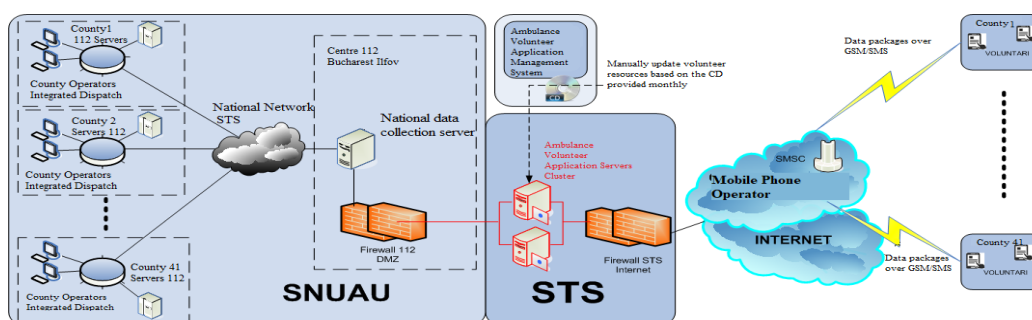 County1
112 Servers
County Operators
Integrated Dispatch
County 2
Servers 112
County Operators
Integrated Dispatch
County 41
Servers 112
County Operators
Integrated Dispatch
National Network
STS
Centre 112
Bucharest Ilfov
National data
collection server
Firewall 112
DMZ
SNUAU
Ambulance
Volunteer
Application
Management
System
CD
Manually update volunteer
resources based on the CD
provided monthly
Ambulance
Volunteer
Application Servers
Cluster
Firewall STS
Internet
STS
SMSC
Mobile Phone
Operator
INTERNET
Data packages over
GSM/SMS
Data packages
over GSM/SMS
County 1
VOLUNTARI
County 41
VOLUNTARI